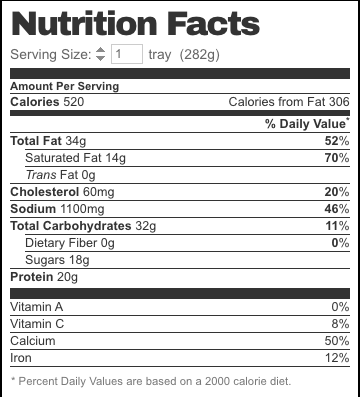 Nutrition Facts
Serving Size: 1 tray (282g)
Amount Per Serving
Calories 520 Calories from Fat 306
% Daily Value*
Total Fat 34g 52%
Saturated Fat 14g 70%
Trans Fat 0g
Cholesterol 60mg 20%
Sodium 1100mg 46%
Total Carbohydrates 32g 11%
Dietary Fiber 0g 0%
Sugars 18g
Protein 20g
Vitamin A 0%
Vitamin C 8%
Calcium 50%
Iron 12%
* Percent Daily Values are based on a 2000 calorie diet.